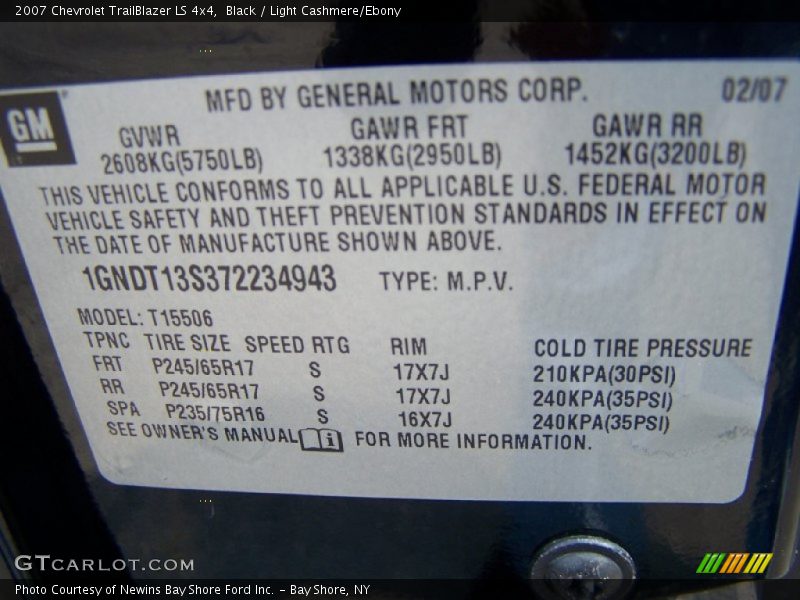 2007 Chevrolet TrailBlazer LS 4x4, Black / Light Cashmere/Ebony
GM
MFD BY GENERAL MOTORS CORP. 02/07
GVWR GAWR FRT GAWR RR
2608KG(5750LB) 1338KG(2950LB) 1452KG(3200LB)
THIS VEHICLE CONFORMS TO ALL APPLICABLE U.S. FEDERAL MOTOR
VEHICLE SAFETY AND THEFT PREVENTION STANDARDS IN EFFECT ON
THE DATE OF MANUFACTURE SHOWN ABOVE.
1GNDT13S372234943 TYPE: M.P.V.
MODEL: T15506
TPNC TIRE SIZE SPEED RTG RIM COLD TIRE PRESSURE
FRT P245/65R17 S 17X7J 210KPA(30PSI)
RR P245/65R17 S 17X7J 240KPA(35PSI)
SPA P235/75R16 S 16X7J 240KPA(35PSI)
SEE OWNER'S MANUAL i FOR MORE INFORMATION.
GTCARLOT.COM
Photo Courtesy of Newins Bay Shore Ford Inc. - Bay Shore, NY